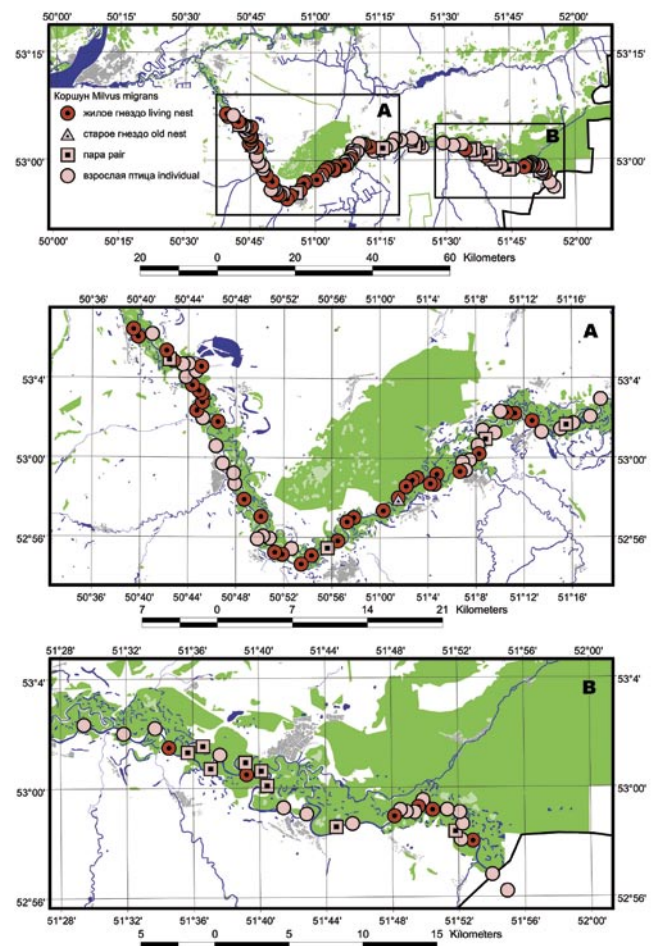 50°00' 50°15' 50°30' 50°45' 51°00' 51°15' 51°30' 51°45' 52°00'
53°15' 53°15'
Коршун Milvus migrans
жилое гнездо living nest
старое гнездо old nest
пара pair
взрослая птица individual
A
B
53°00' 53°00'
50°00' 50°15' 50°30' 50°45' 51°00' 51°15' 51°30' 51°45' 52°00'
20 0 20 40 60 Kilometers
50°36' 50°40' 50°44' 50°48' 50°52' 50°56' 51°00' 51°4' 51°8' 51°12' 51°16'
A
53°4' 53°4'
53°00' 53°00'
52°56' 52°56'
50°36' 50°40' 50°44' 50°48' 50°52' 50°56' 51°00' 51°4' 51°8' 51°12' 51°16'
7 0 7 14 21 Kilometers
51°28' 51°32' 51°36' 51°40' 51°44' 51°48' 51°52' 51°56' 52°00'
B
53°4' 53°4'
53°00' 53°00'
52°56' 52°56'
51°28' 51°32' 51°36' 51°40' 51°44' 51°48' 51°52' 51°56' 52°00'
5 0 5 10 15 Kilometers